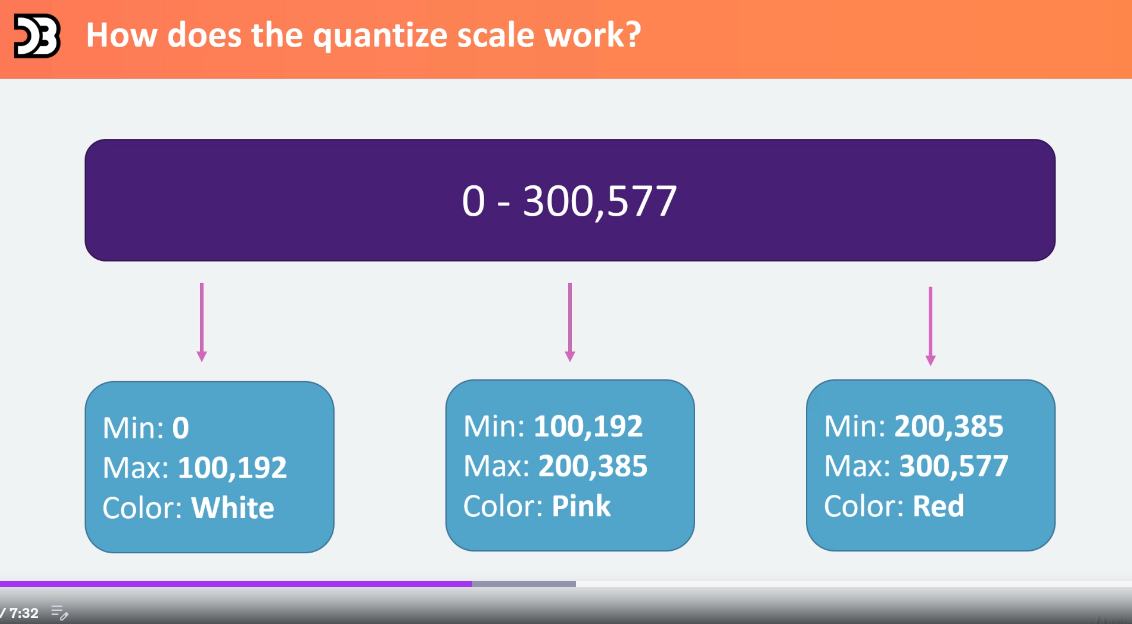 How does the quantize scale work?
0 - 300,577
Min: 0
Max: 100,192
Color: White
Min: 100,192
Max: 200,385
Color: Pink
Min: 200,385
Max: 300,577
Color: Red
/ 7:32